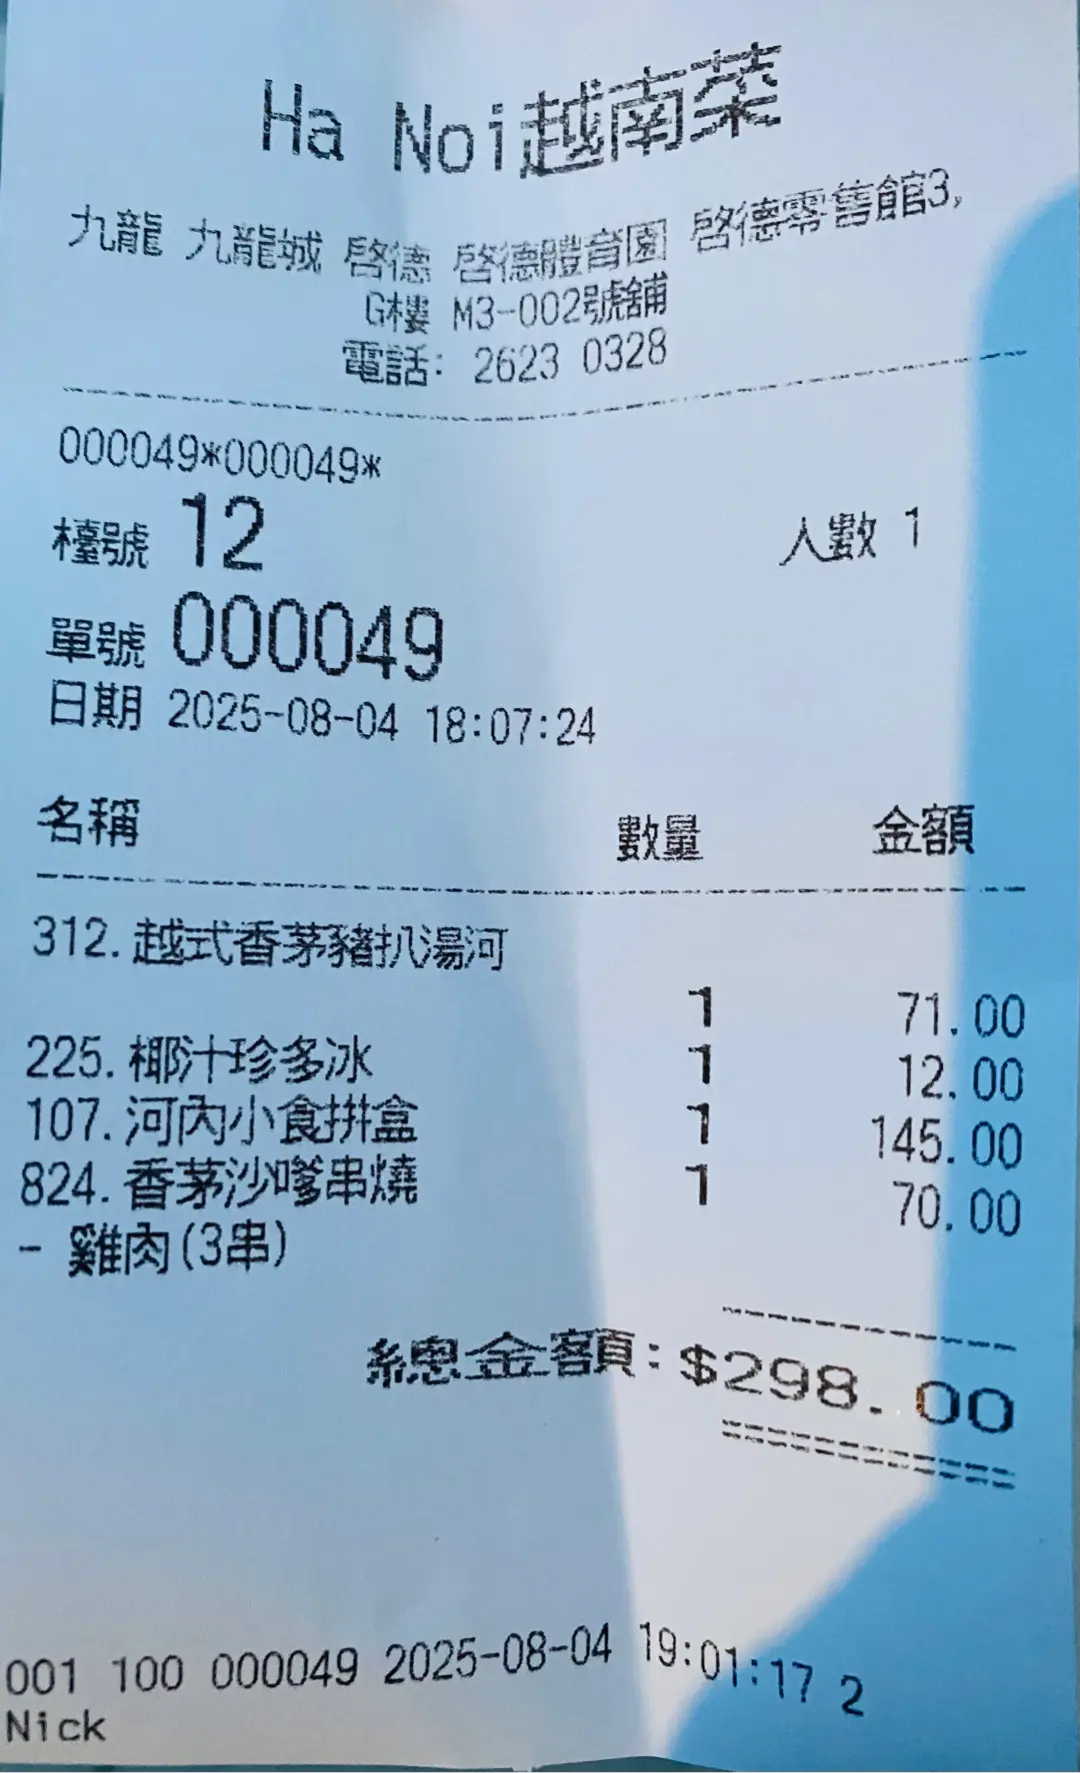 Ha Noi越南菜
九龍 九龍城 啓德 啓德體育園 啓德零售館3,
G樓 M3-002號舖
電話: 2623 0328
000049*000049*
檯號 12 人數 1
單號 000049
日期 2025-08-04 18:07:24
名稱 數量 金額
312. 越式香茅豬扒湯河
1 71.00
225. 椰汁珍多冰 1 12.00
107. 河內小食拼盒 1 145.00
824. 香茅沙嗲串燒 1 70.00
- 雞肉(3串)
總金額: $298.00
001 100 000049 2025-08-04 19:01:17 2
Nick